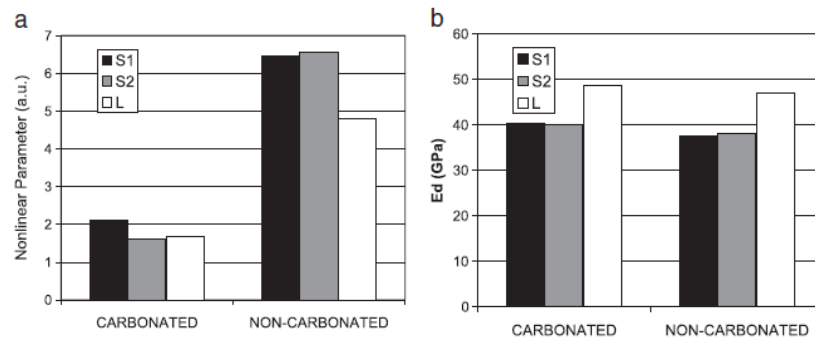 a
Nonlinear Parameter (a.u.)
7
6
5
4
3
2
1
0
S1
S2
L
CARBONATED
NON-CARBONATED
b
Ed (GPa)
60
50
40
30
20
10
0
S1
S2
L
CARBONATED
NON-CARBONATED